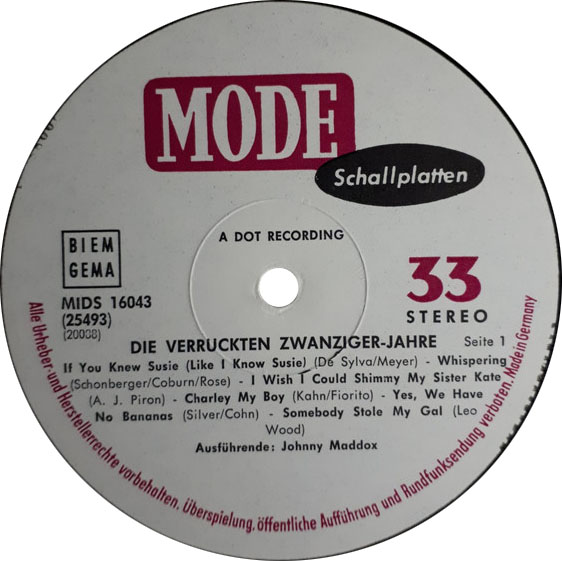 MODE
Schallplatten
A DOT RECORDING
BIEM
GEMA
MIDS 16043
(25493)
(20038)
33
STEREO
DIE VERRUCKTEN ZWANZIGER-JAHRE Seite 1
If You Knew Susie (Like I Know Susie) (De Sylva/Meyer) - Whispering
(Schonberger/Coburn/Rose) - I Wish I Could Shimmy My Sister Kate
(A. J. Piron) - Charley My Boy (Kahn/Fiorito) - Yes, We Have
No Bananas (Silver/Cohn) - Somebody Stole My Gal (Leo
Wood)
Ausführende: Johnny Maddox
Alle Urheber- und Herstellerrechte vorbehalten. Überspielung, öffentliche Aufführung und Rundfunksendung verboten. Made in Germany